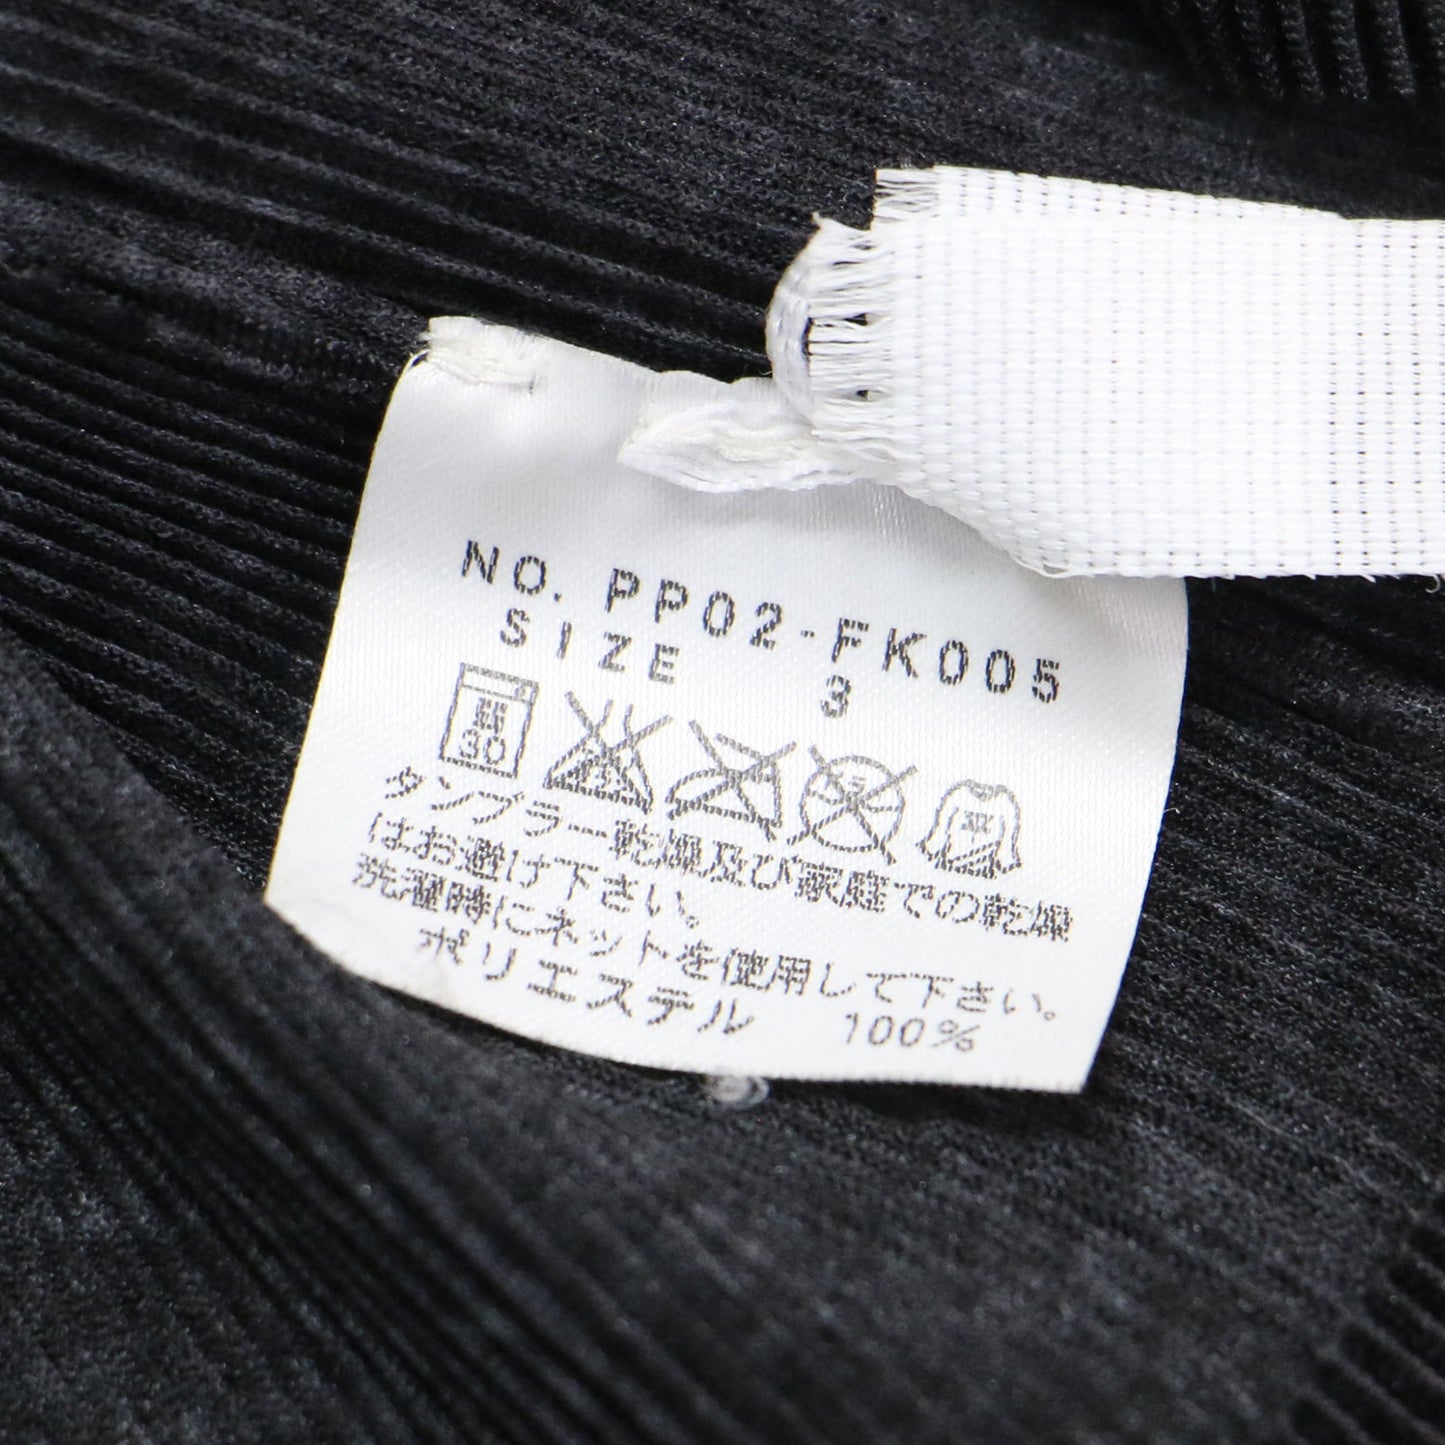 NO. PP02-FK005
SIZE 3
弱 30
タンブラー乾燥及び家庭での乾燥
はお避け下さい。
洗濯時にネットを使用して下さい。
ポリエステル 100%